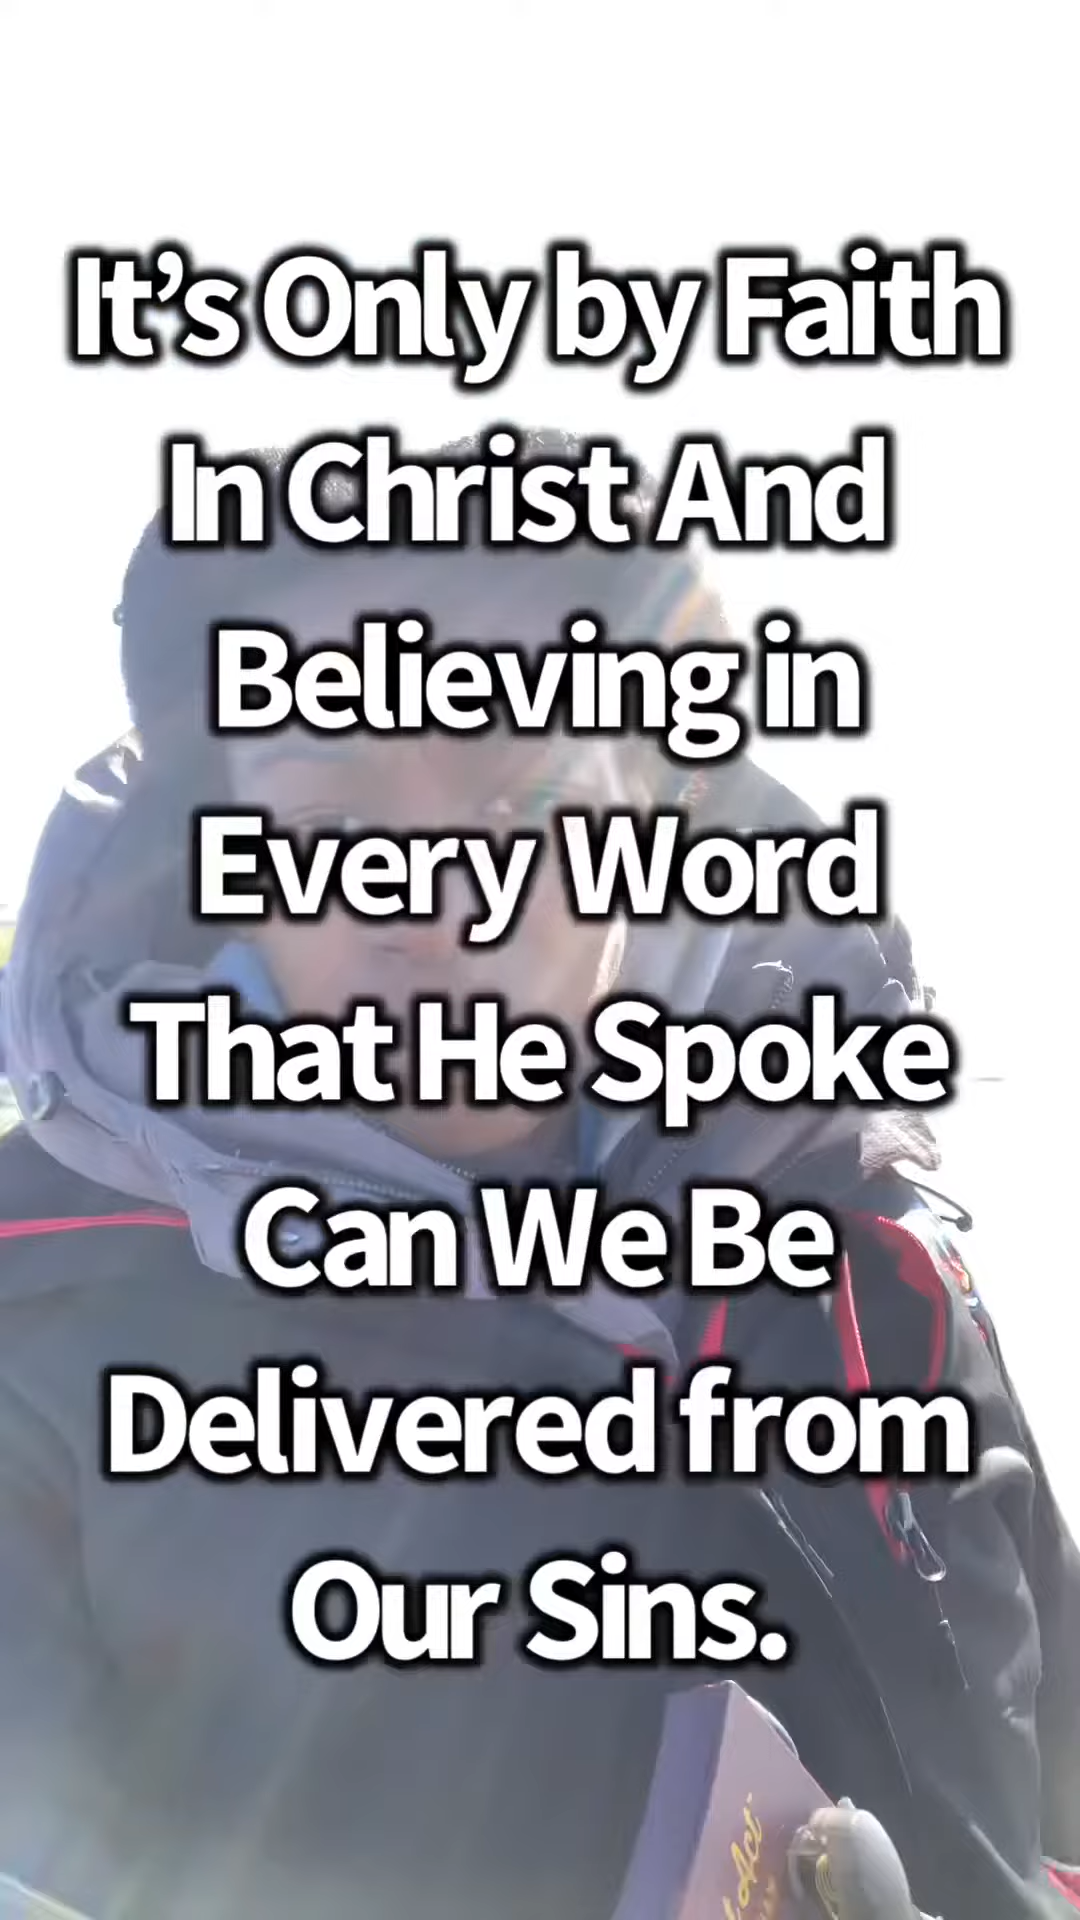 It’s Only by Faith
In Christ And
Believing in
Every Word
That He Spoke
Can We Be
Delivered from
Our Sins.
Act